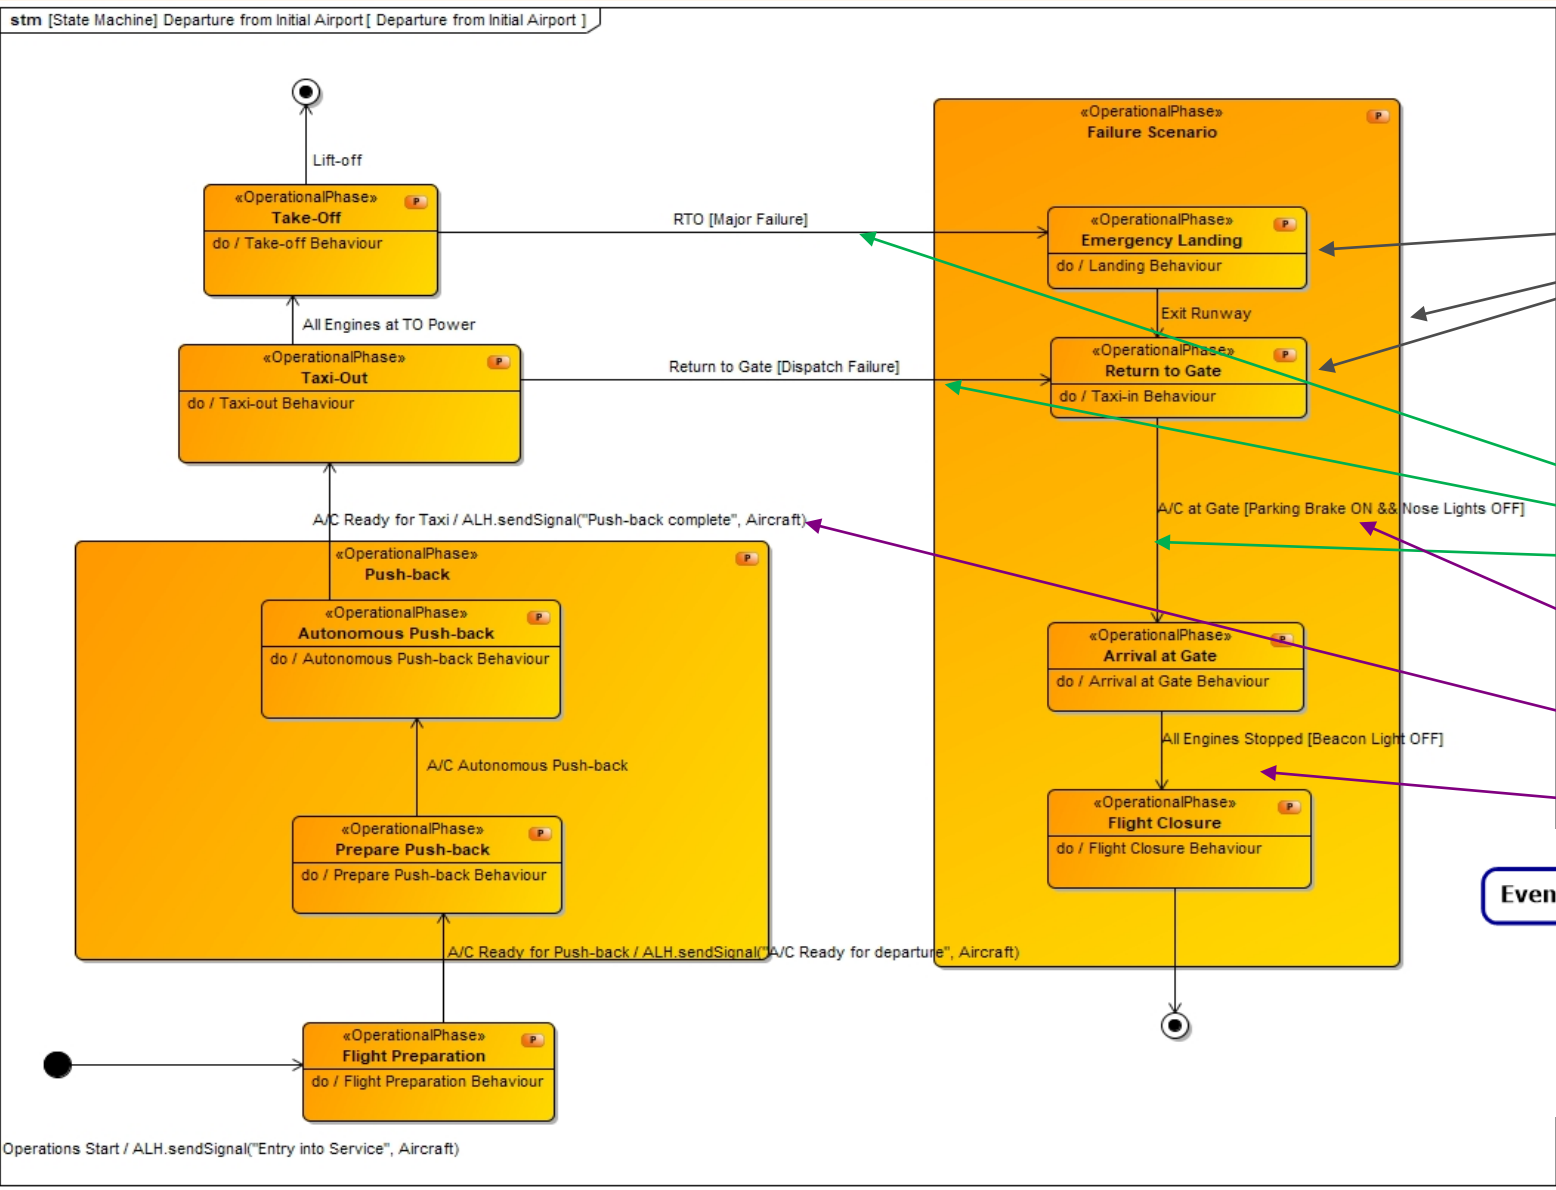 stm [State Machine] Departure from Initial Airport [ Departure from Initial Airport ]
Lift-off
«OperationalPhase»
Take-Off
P
do / Take-off Behaviour
RTO [Major Failure]
«OperationalPhase»
Failure Scenario
P
«OperationalPhase»
Emergency Landing
P
do / Landing Behaviour
Exit Runway
All Engines at TO Power
«OperationalPhase»
Taxi-Out
P
do / Taxi-out Behaviour
Return to Gate [Dispatch Failure]
«OperationalPhase»
Return to Gate
P
do / Taxi-in Behaviour
A/C at Gate [Parking Brake ON && Nose Lights OFF]
A/C Ready for Taxi / ALH.sendSignal("Push-back complete", Aircraft)
«OperationalPhase»
Push-back
P
«OperationalPhase»
Autonomous Push-back
P
do / Autonomous Push-back Behaviour
«OperationalPhase»
Arrival at Gate
P
do / Arrival at Gate Behaviour
All Engines Stopped [Beacon Light OFF]
A/C Autonomous Push-back
«OperationalPhase»
Prepare Push-back
P
do / Prepare Push-back Behaviour
«OperationalPhase»
Flight Closure
P
do / Flight Closure Behaviour
Even
A/C Ready for Push-back / ALH.sendSignal("A/C Ready for departure", Aircraft)
«OperationalPhase»
Flight Preparation
P
do / Flight Preparation Behaviour
Operations Start / ALH.sendSignal("Entry into Service", Aircraft)